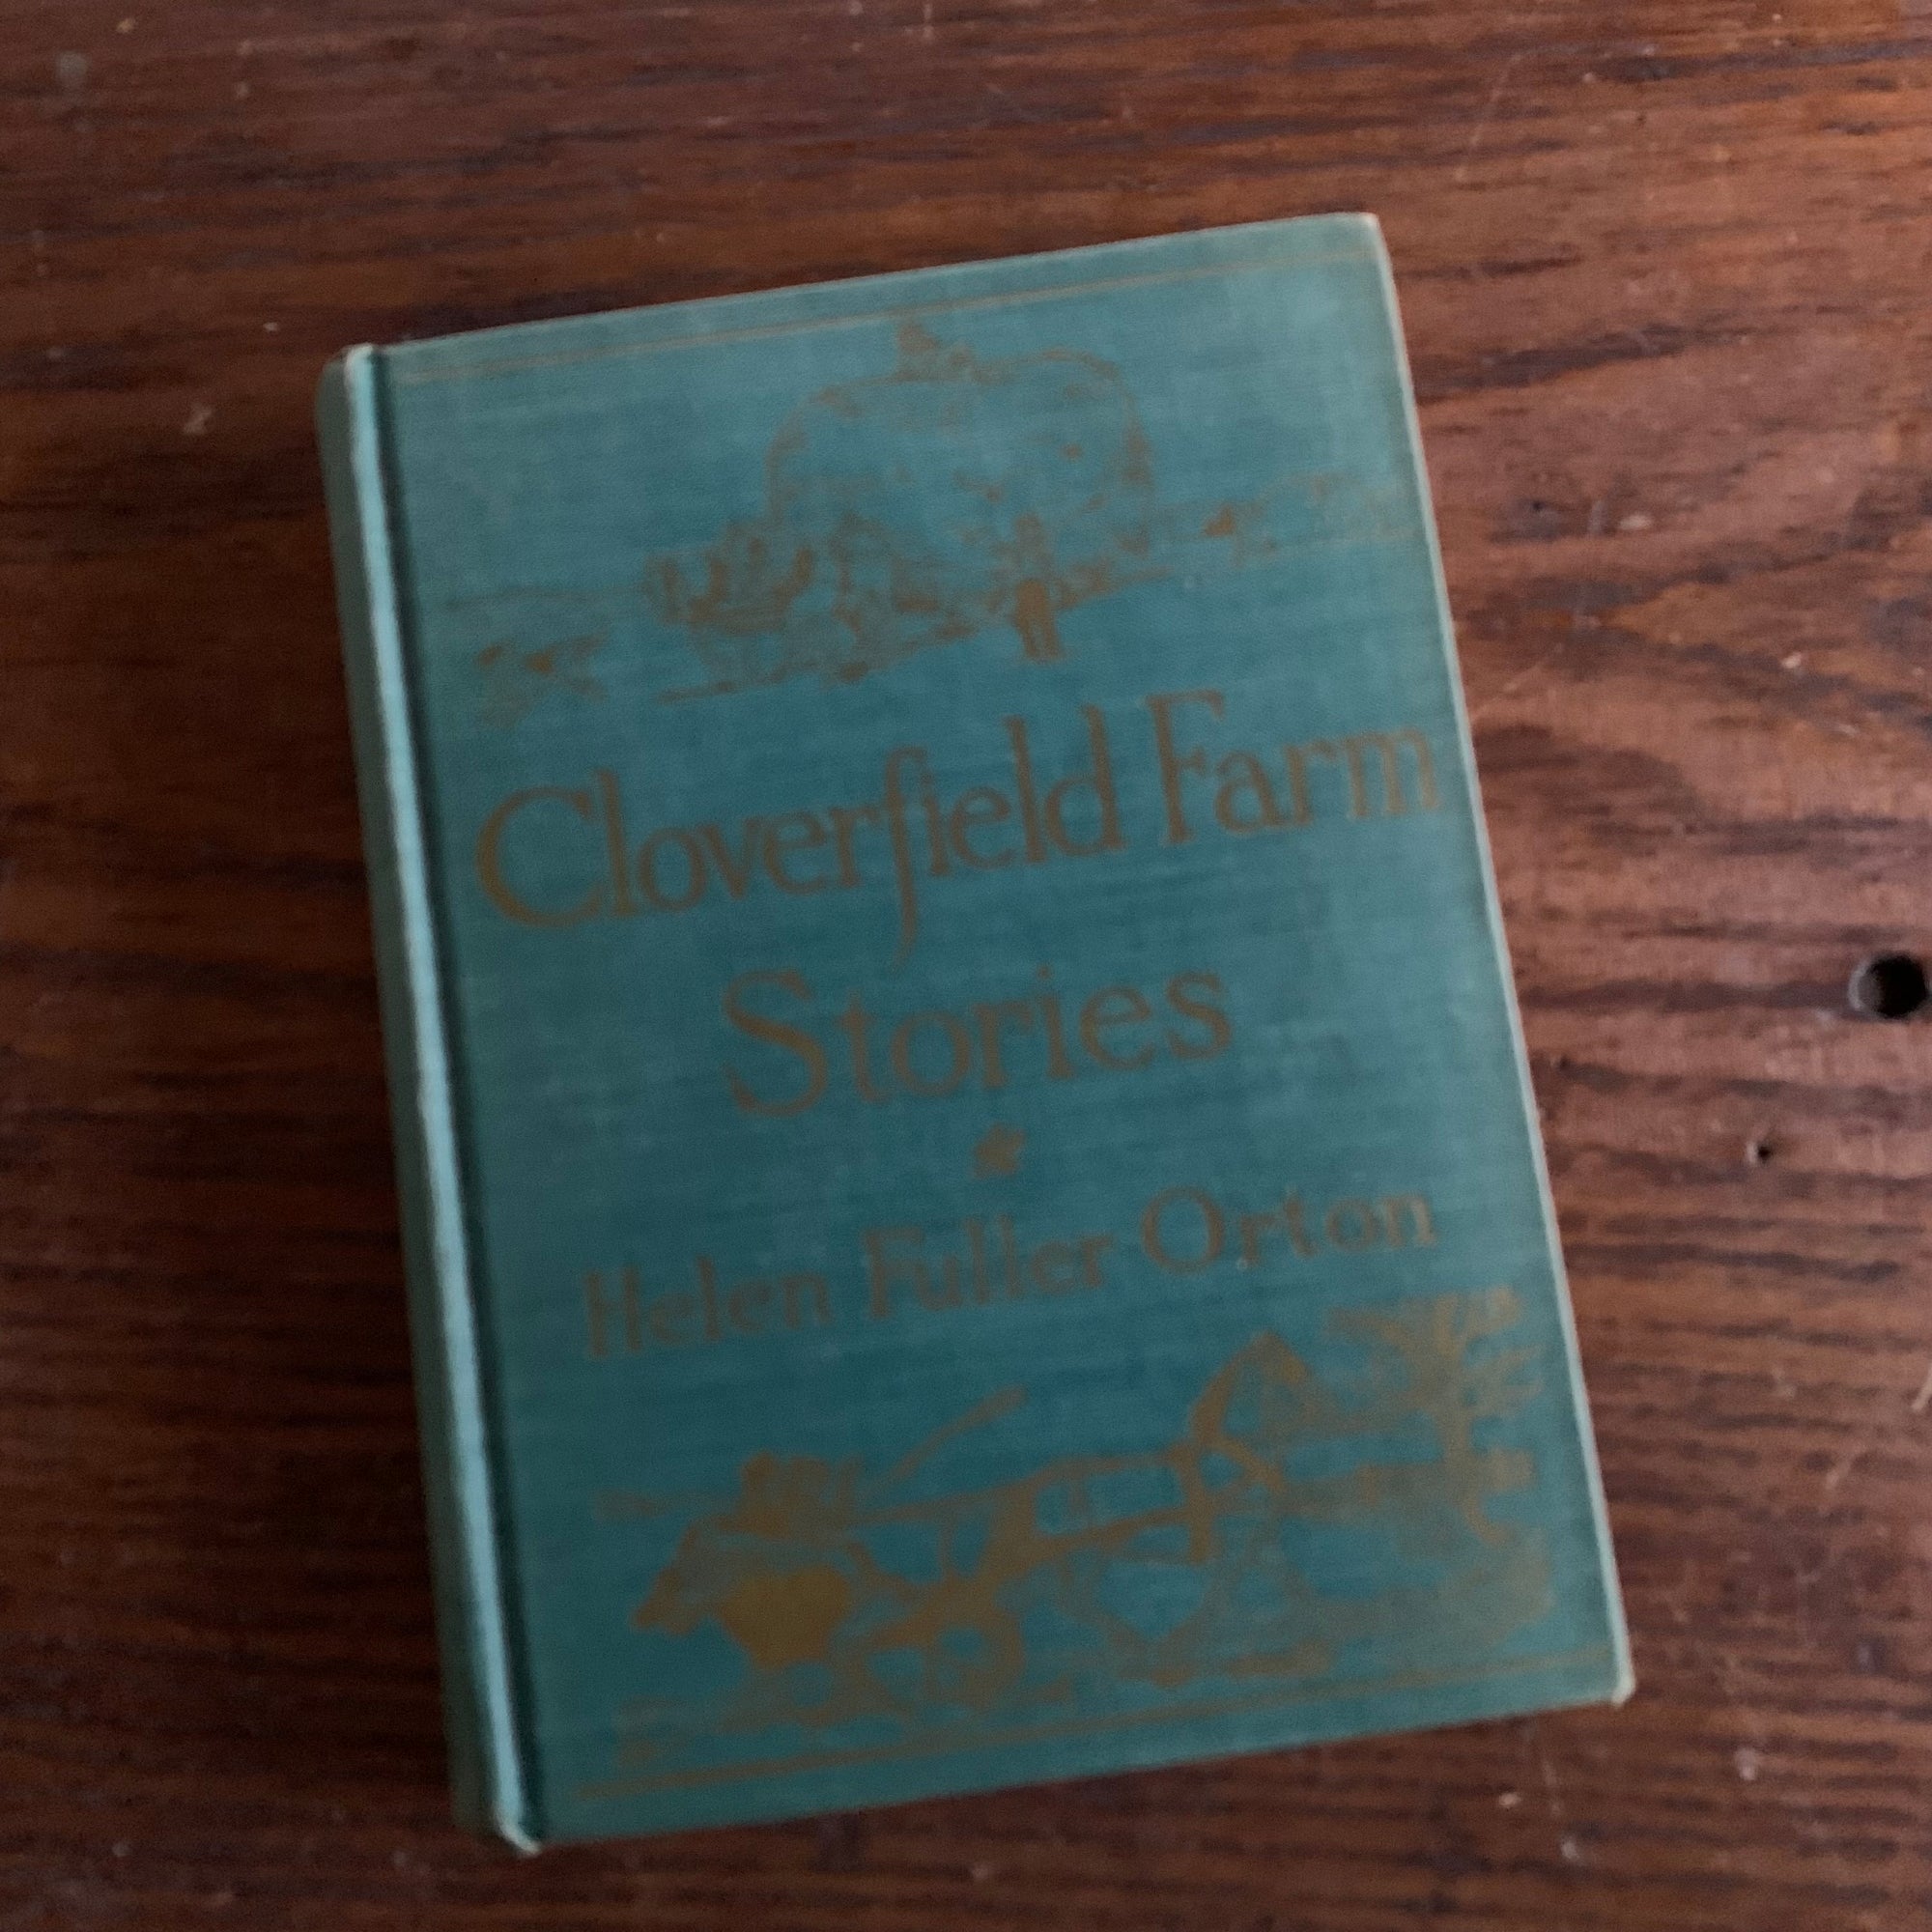 Cloverfield Farm
Stories
Helen Fuller Orton